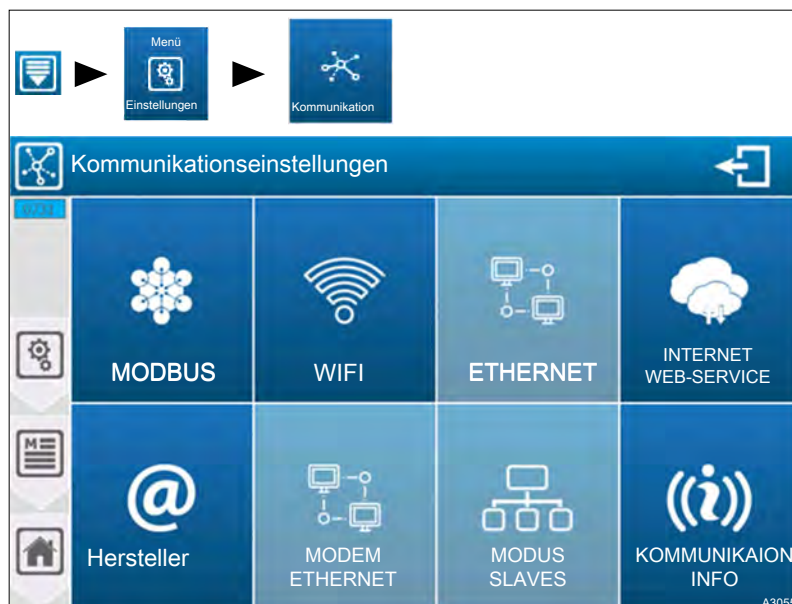 Menü
Einstellungen
Kommunikation
Kommunikationseinstellungen
MODBUS
WIFI
ETHERNET
INTERNET
WEB-SERVICE
M
@
Hersteller
MODEM
ETHERNET
MODUS
SLAVES
KOMMUNIKAION
INFO